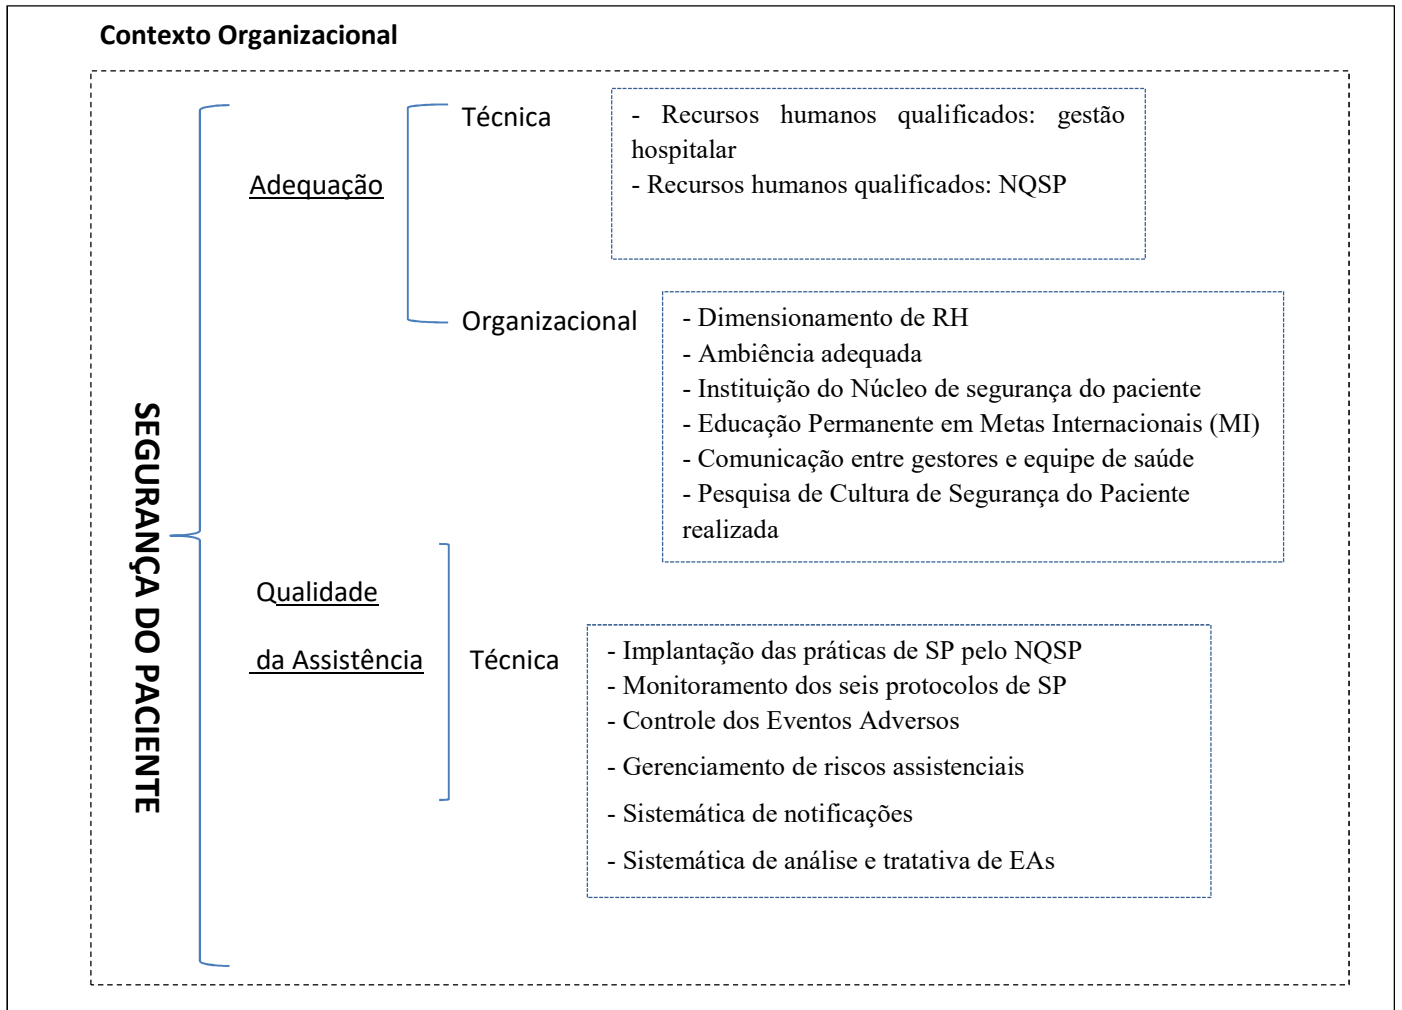 Contexto Organizacional
SEGURANÇA DO PACIENTE
Adequação
Técnica
- Recursos humanos qualificados: gestão
hospitalar
- Recursos humanos qualificados: NQSP
Organizacional
- Dimensionamento de RH
- Ambiência adequada
- Instituição do Núcleo de segurança do paciente
- Educação Permanente em Metas Internacionais (MI)
- Comunicação entre gestores e equipe de saúde
- Pesquisa de Cultura de Segurança do Paciente
realizada
Qualidade
da Assistência
Técnica
- Implantação das práticas de SP pelo NQSP
- Monitoramento dos seis protocolos de SP
- Controle dos Eventos Adversos
- Gerenciamento de riscos assistenciais
- Sistemática de notificações
- Sistemática de análise e tratativa de EAs